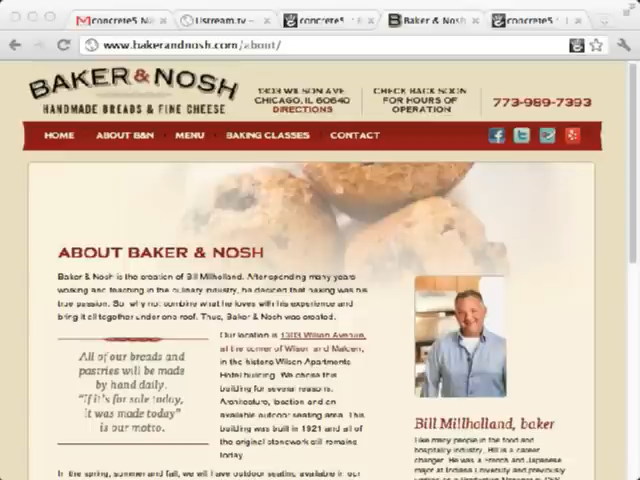 concrete5
Ustream.tv –
concrete5
Baker & Nosh
concrete5
www.bakerandnosh.com/about/
BAKER & NOSH
HANDMADE BREADS & FINE CHEESE
1303 WILSON AVE
CHICAGO, IL 60640
DIRECTIONS
CHECK BACK SOON
FOR HOURS OF
OPERATION
773-989-7393
HOME
ABOUT B&N
MENU
BAKING CLASSES
CONTACT
ABOUT BAKER & NOSH
Baker & Nosh is the creation of Bill Millholland. After spending many years
working and teaching in the culinary industry, he decided that baking was his
true passion. So why not combine what he loves with his experience and
bring it all together under one roof. Thus, Baker & Nosh was created.
All of our breads and
pastries will be made
by hand daily.
"If it's for sale today,
it was made today"
is our motto.
Our location is 1303 Wilson Avenue,
at the corner of Wilson and Malden,
in the historic Wilson Apartments
Hotel building. We chose this
building for several reasons.
Architecture, location and an
available outdoor seating area. This
building was built in 1921 and all of
the original stonework still remains
today.
In the spring, summer and fall, we will have outdoor seating available in our
Bill Millholland, baker
Like many people in the food and
hospitality industry, Bill is a career
changer. He was a French and Japanese
major at Indiana University and previously